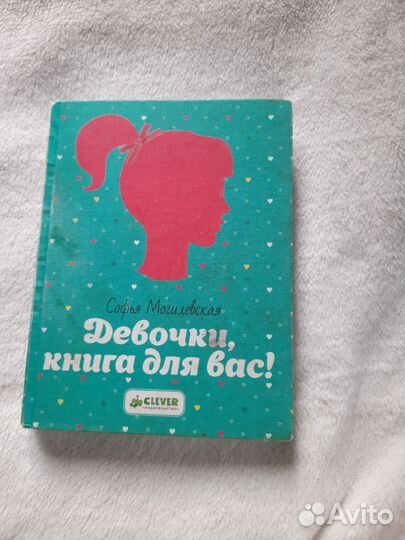 Софья Могилевская
Девочки,
книга для вас!
CLEVER
ИЗДАТЕЛЬСТВО
Avito